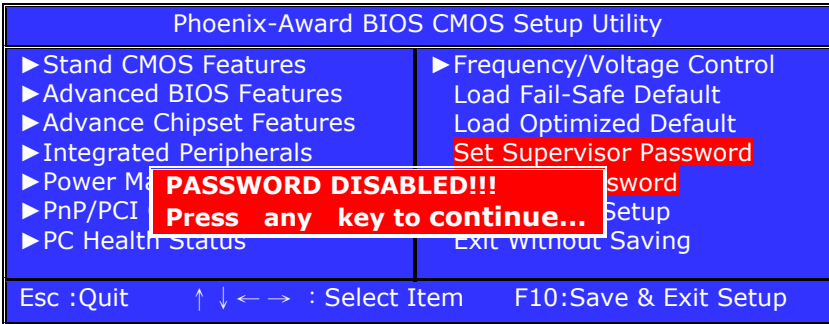 Phoenix-Award BIOS CMOS Setup Utility
►Stand CMOS Features
►Advanced BIOS Features
►Advance Chipset Features
►Integrated Peripherals
►Power Ma
►PnP/PCI
►PC Health Status
►Frequency/Voltage Control
Load Fail-Safe Default
Load Optimized Default
Set Supervisor Password
sword
Setup
Exit Without Saving
PASSWORD DISABLED!!!
Press any key to continue...
Esc :Quit ↑↓←→ :Select Item F10:Save & Exit Setup